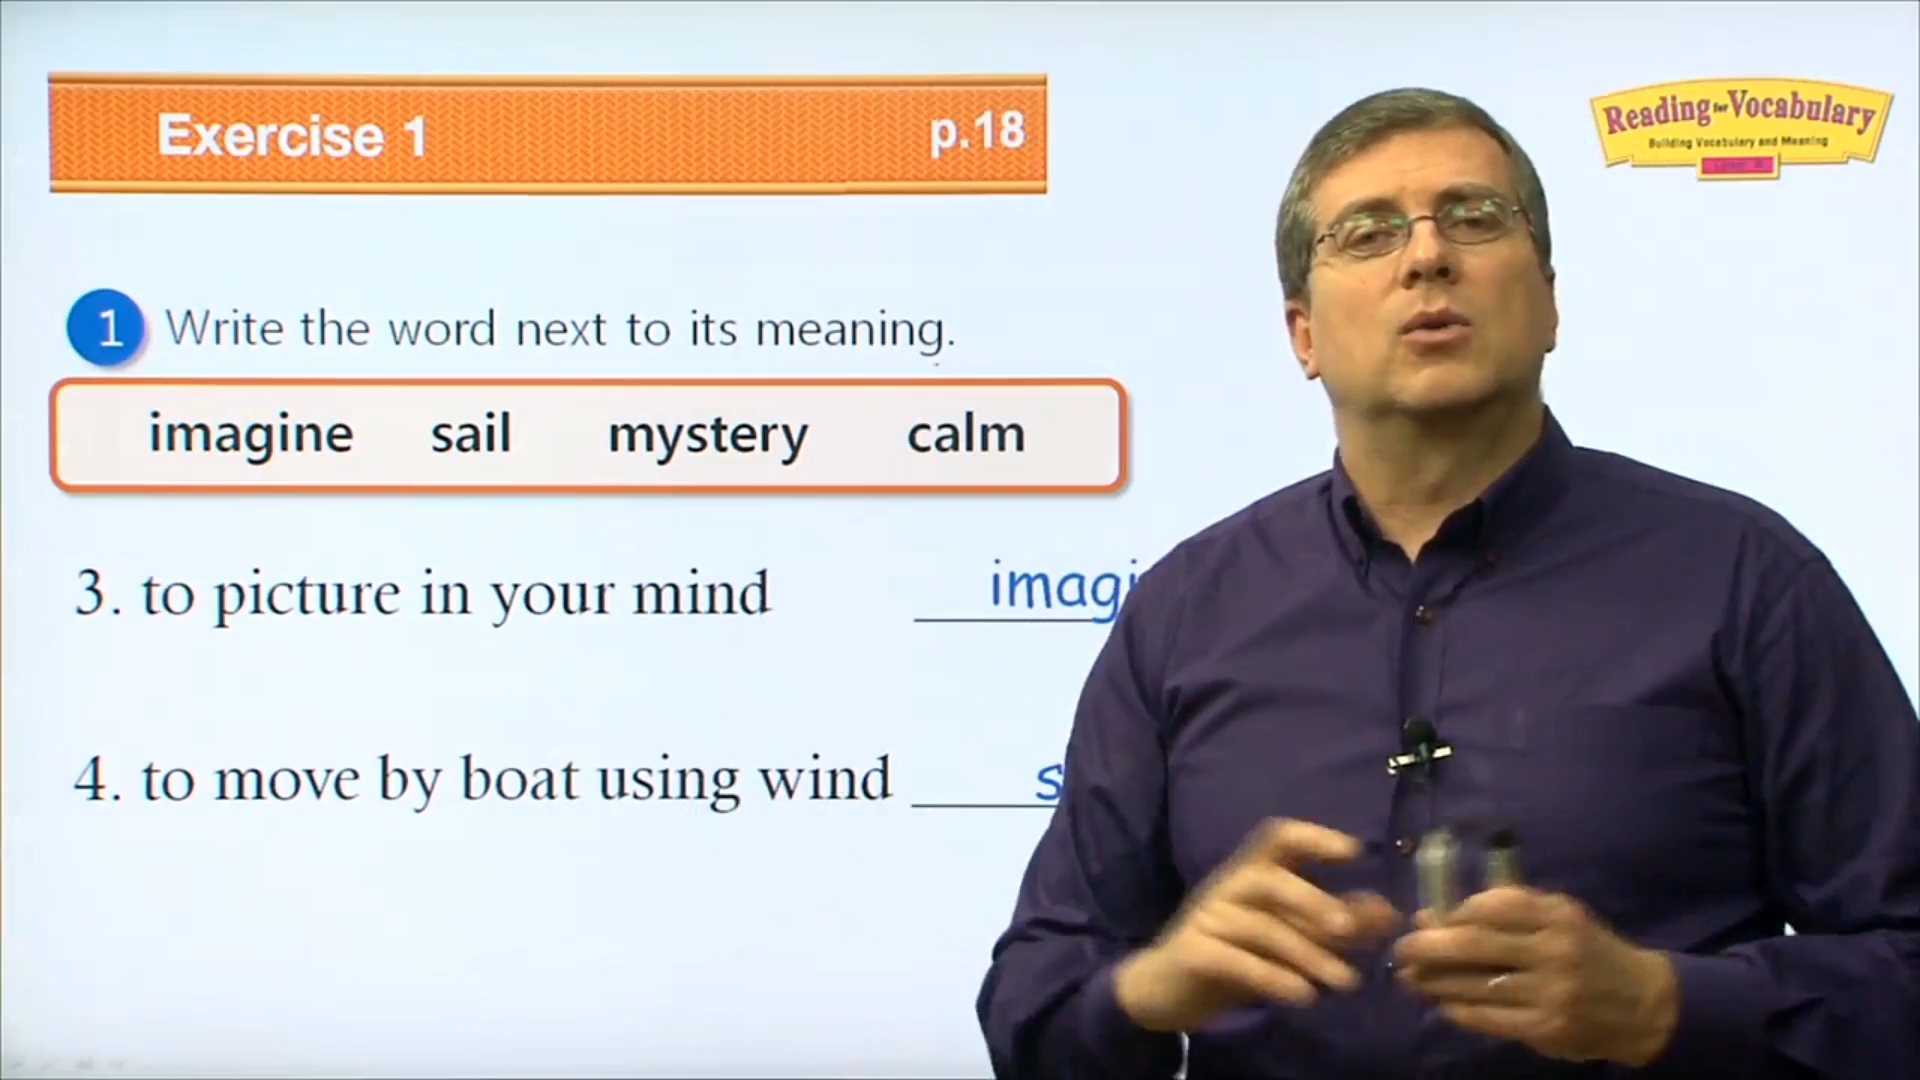 Exercise 1 p.18
Reading for Vocabulary
Building Vocabulary and Meaning
1 Write the word next to its meaning.
imagine sail mystery calm
3. to picture in your mind imagi
4. to move by boat using wind s